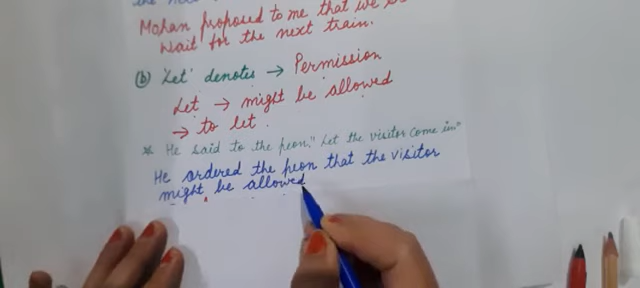 Mohan proposed to me that we
Wait for the next train.
(b) 'Let' denotes → Permission
Let → might be allowed
→ to let.
* He said to the peon," Let the visitor come in"
He ordered the peon that the visitor
might be allowed